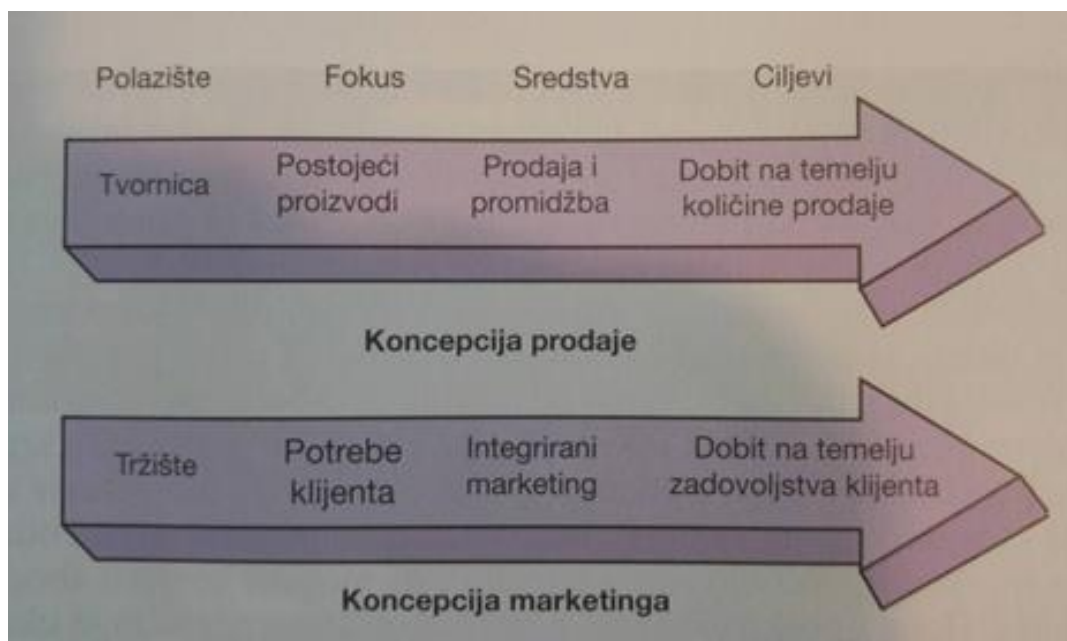 Polazište Fokus Sredstva Ciljevi
Tvornica
Postojeći
proizvodi
Prodaja i
promidžba
Dobit na temelju
količine prodaje
Koncepcija prodaje
Tržište
Potrebe
klijenta
Integrirani
marketing
Dobit na temelju
zadovoljstva klijenta
Koncepcija marketinga